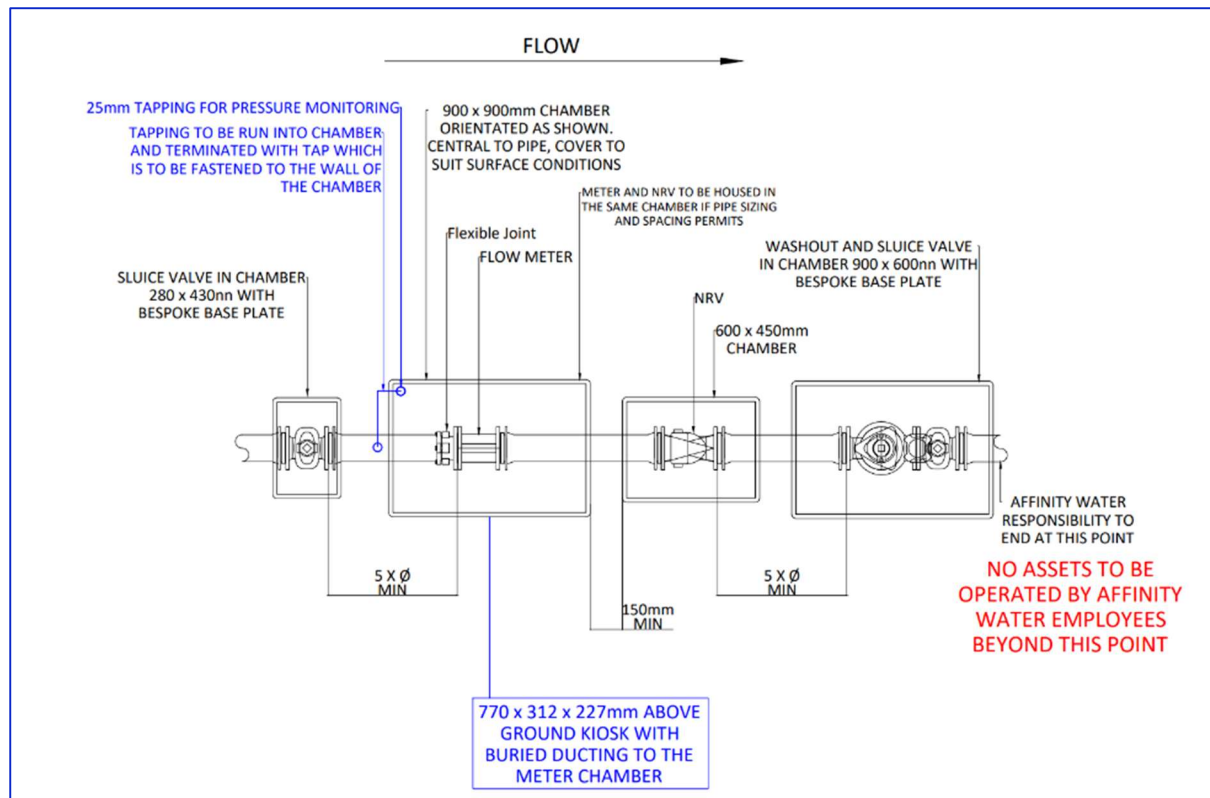 FLOW
25mm TAPPING FOR PRESSURE MONITORING
TAPPING TO BE RUN INTO CHAMBER
AND TERMINATED WITH TAP WHICH
IS TO BE FASTENED TO THE WALL OF
THE CHAMBER
900 x 900mm CHAMBER
ORIENTATED AS SHOWN.
CENTRAL TO PIPE, COVER TO
SUIT SURFACE CONDITIONS
METER AND NRV TO BE HOUSED IN
THE SAME CHAMBER IF PIPE SIZING
AND SPACING PERMITS
Flexible Joint
FLOW METER
WASHOUT AND SLUICE VALVE
IN CHAMBER 900 x 600nn WITH
BESPOKE BASE PLATE
SLUICE VALVE IN CHAMBER
280 x 430nn WITH
BESPOKE BASE PLATE
NRV
600 x 450mm
CHAMBER
AFFINITY WATER
RESPONSIBILITY TO
END AT THIS POINT
NO ASSETS TO BE
OPERATED BY AFFINITY
WATER EMPLOYEES
BEYOND THIS POINT
5 X Ø
MIN
150mm
MIN
5 X Ø
MIN
770 x 312 x 227mm ABOVE
GROUND KIOSK WITH
BURIED DUCTING TO THE
METER CHAMBER